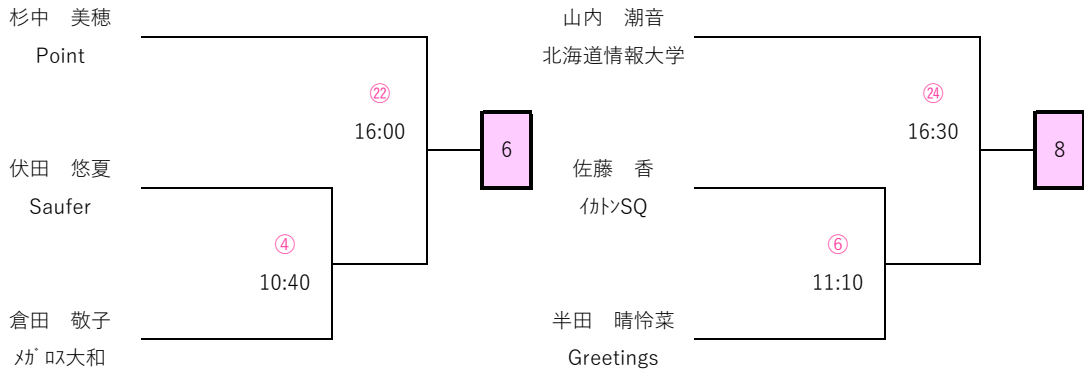 杉中　美穂
Point
㉒
16:00
6
伏田　悠夏
Saufer
④
10:40
倉田　敬子
ﾒｶﾞﾛｽ大和
山内　潮音
北海道情報大学
㉔
16:30
8
佐藤　香
ｲｶﾄﾝSQ
⑥
11:10
半田　晴怜菜
Greetings